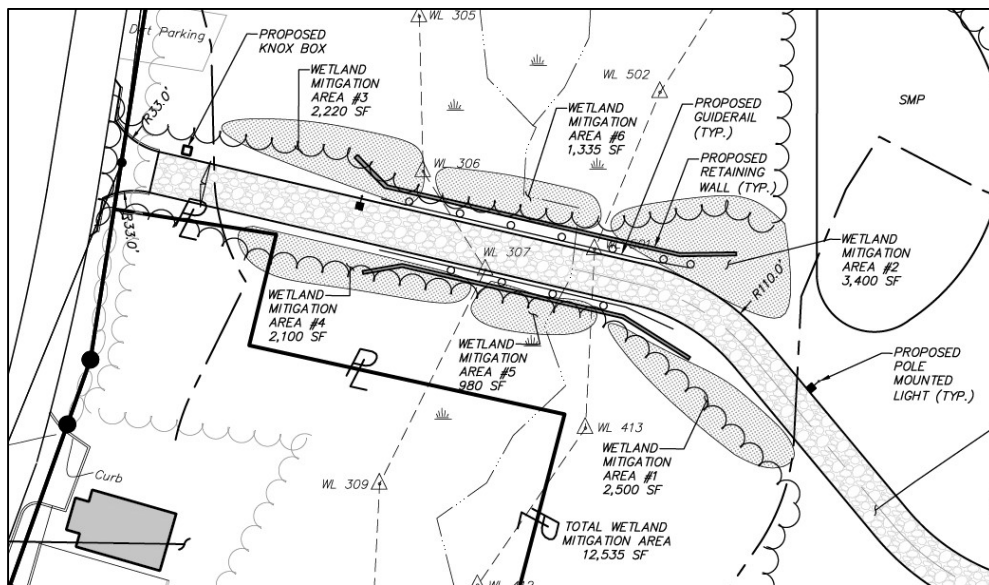 Dirt Parking
PROPOSED
KNOX BOX
WL 305
R33.0'
WETLAND
MITIGATION
AREA #3
2,220 SF
WL 502
WETLAND
MITIGATION
AREA #6
1,335 SF
PROPOSED
GUIDERAIL
(TYP.)
SMP
WL 306
PROPOSED
RETAINING
WALL (TYP.)
R33.0'
PL
WL 307
WETLAND
MITIGATION
AREA #2
3,400 SF
WETLAND
MITIGATION
AREA #4
2,100 SF
R110.0'
WETLAND
MITIGATION
AREA #5
980 SF
PL
PROPOSED
POLE
MOUNTED
LIGHT (TYP.)
WL 413
WETLAND
MITIGATION
AREA #1
2,500 SF
Curb
WL 309
PL
TOTAL WETLAND
MITIGATION AREA
12,535 SF